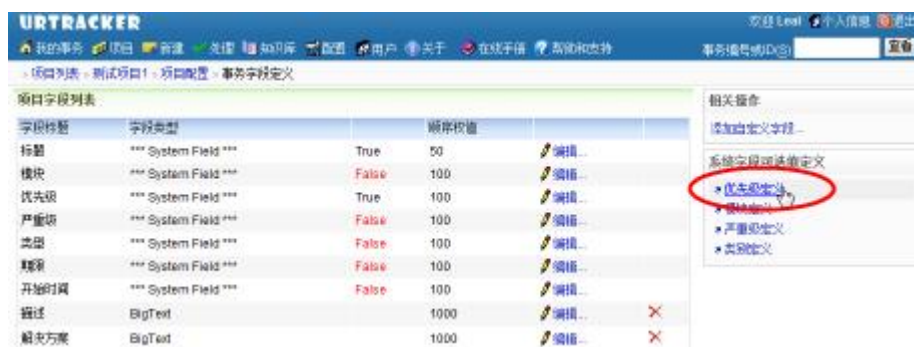 URTRACKER
欢迎 Leal 个人信息 退出
我的事务 项目 新建 处理 知识库 配置 用户 关于 在线手册 帮助和支持 事务编号或ID(S) 查看
项目列表 测试项目1 项目配置 事务字段定义
项目字段列表
字段标题 字段类型 顺序权值
标题 *** System Field *** True 50 编辑...
模块 *** System Field *** False 100 编辑...
优先级 *** System Field *** True 100 编辑...
严重级 *** System Field *** False 100 编辑...
类型 *** System Field *** False 100 编辑...
期限 *** System Field *** False 100 编辑...
开始时间 *** System Field *** False 100 编辑...
描述 BigText 1000 编辑...
解决方案 BigText 1000 编辑...
相关操作
添加自定义字段...
系统字段可选值定义
优先级定义
模块定义
严重级定义
类别定义